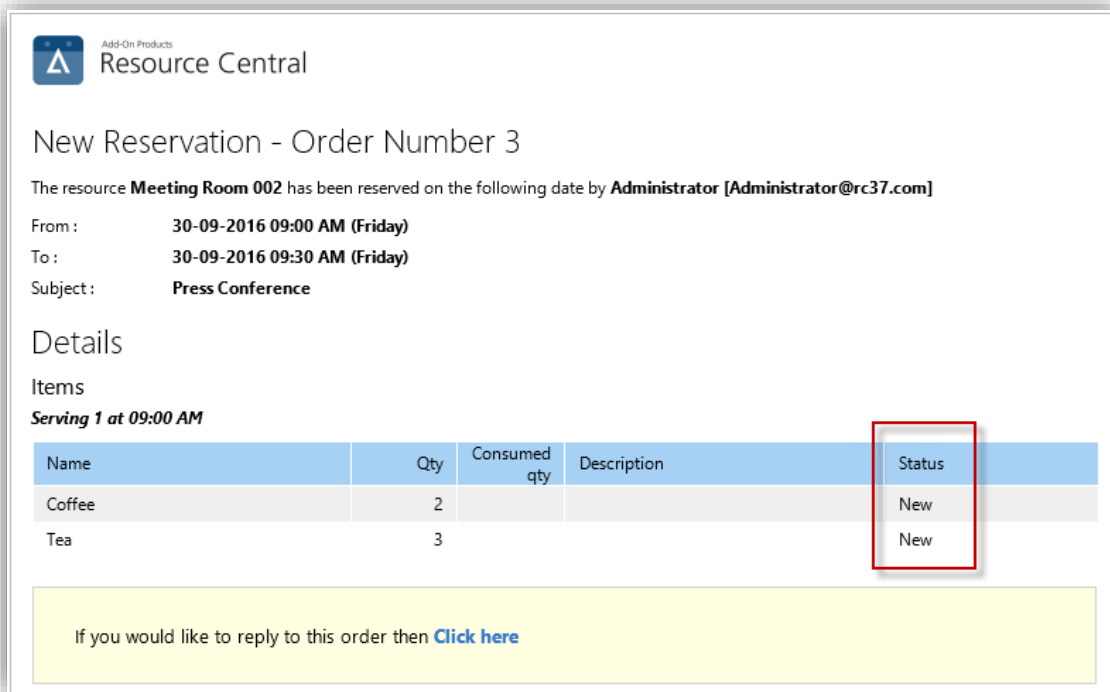 Add-On Products
Resource Central
New Reservation - Order Number 3
The resource Meeting Room 002 has been reserved on the following date by Administrator [Administrator@rc37.com]
From : 30-09-2016 09:00 AM (Friday)
To : 30-09-2016 09:30 AM (Friday)
Subject : Press Conference
Details
Items
Serving 1 at 09:00 AM
Name Qty Consumed qty Description Status
Coffee 2 New
Tea 3 New
If you would like to reply to this order then Click here